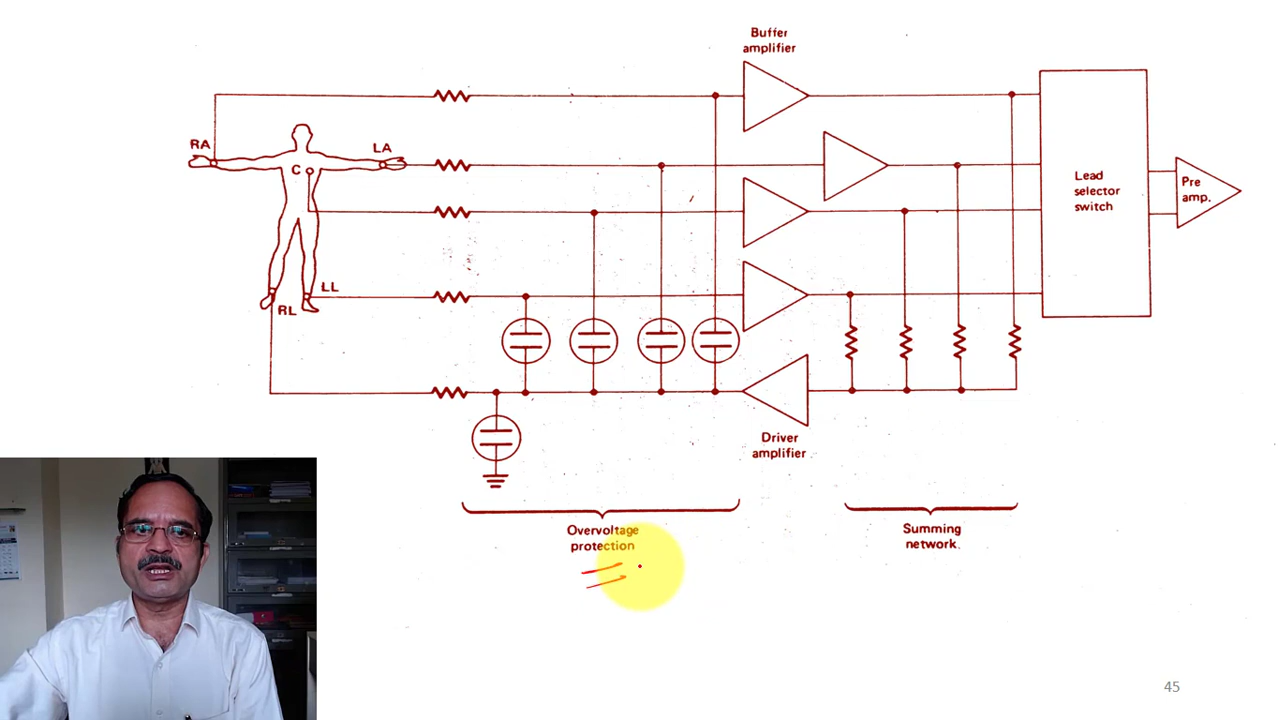 Buffer
amplifier
RA
LA
C
LL
RL
Lead
selector
switch
Pre
amp.
Driver
amplifier
Overvoltage
protection
Summing
network.
45